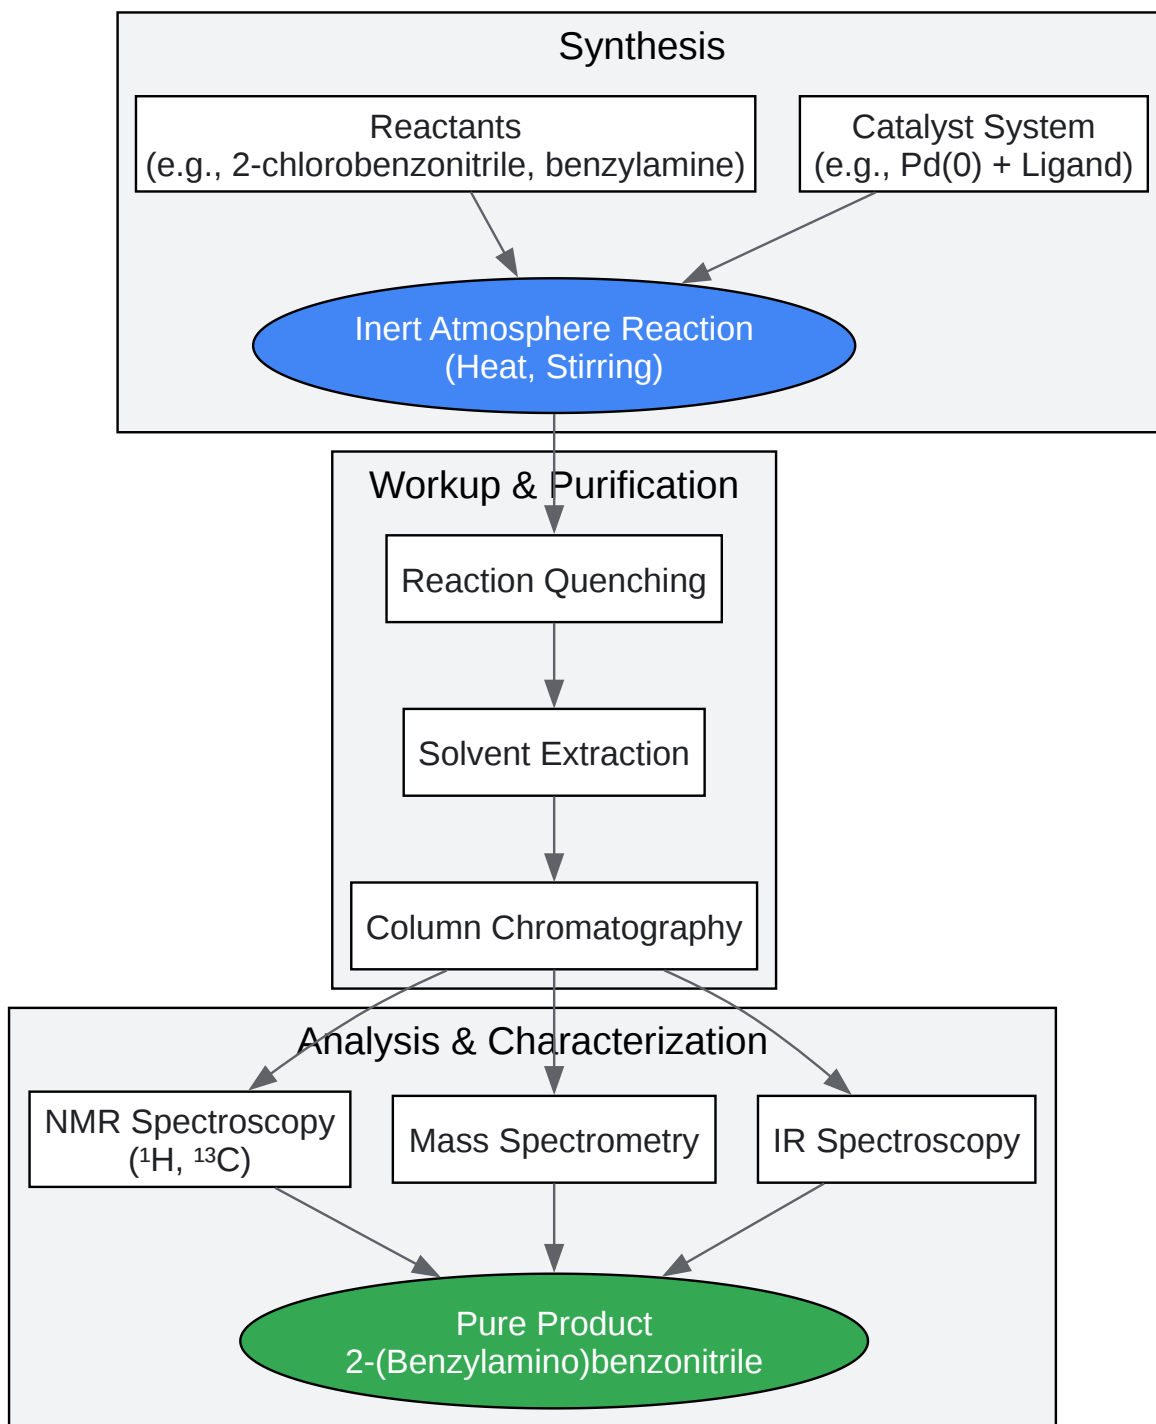 Synthesis
Reactants
(e.g., 2-chlorobenzonitrile, benzylamine)
Catalyst System
(e.g., Pd(0) + Ligand)
Inert Atmosphere Reaction
(Heat, Stirring)
Workup & Purification
Reaction Quenching
Solvent Extraction
Column Chromatography
Analysis & Characterization
NMR Spectroscopy
(¹H, ¹³C)
Mass Spectrometry
IR Spectroscopy
Pure Product
2-(Benzylamino)benzonitrile